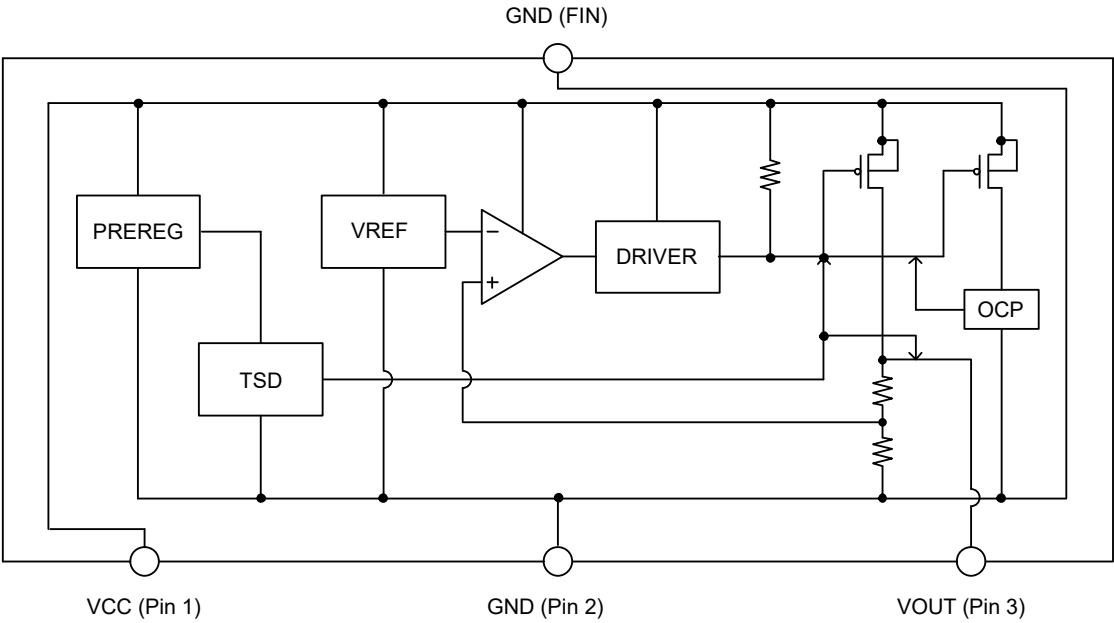 GND (FIN)
PREREG
VREF
−
+
DRIVER
OCP
TSD
VCC (Pin 1)
GND (Pin 2)
VOUT (Pin 3)